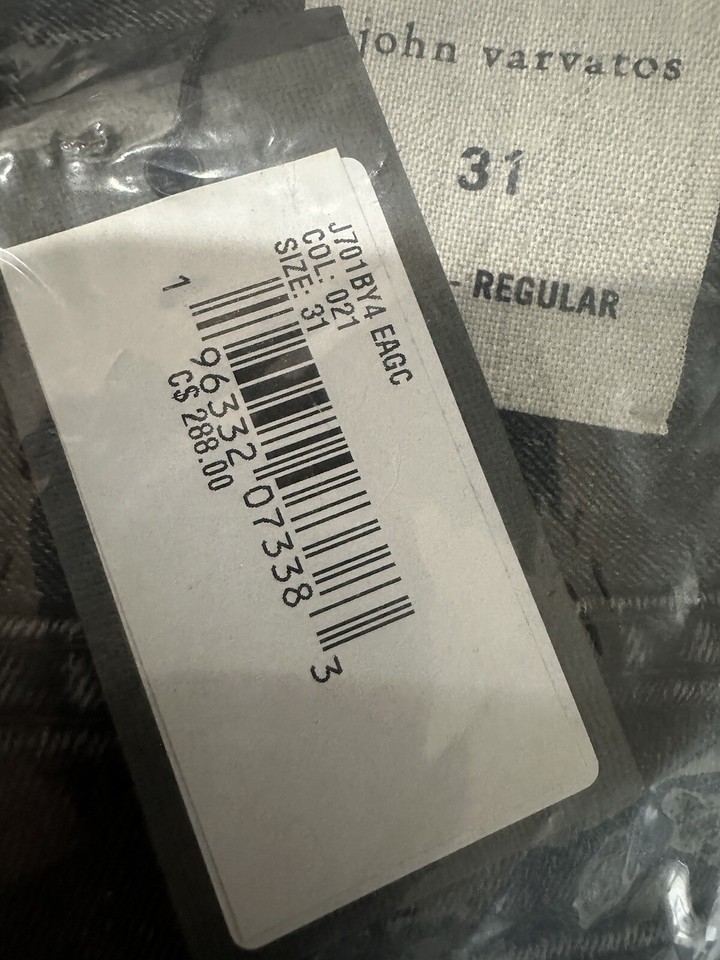 john varvatos
31
- REGULAR
J701BY4 EAGC
COL: 021
SIZE: 31
1 96332 07338 3
C$ 288.00